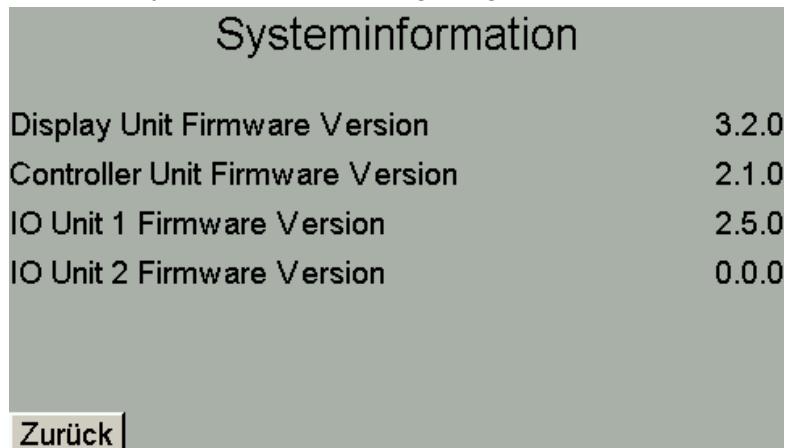 Systeminformation
Display Unit Firmware Version 3.2.0
Controller Unit Firmware Version 2.1.0
IO Unit 1 Firmware Version 2.5.0
IO Unit 2 Firmware Version 0.0.0
Zurück